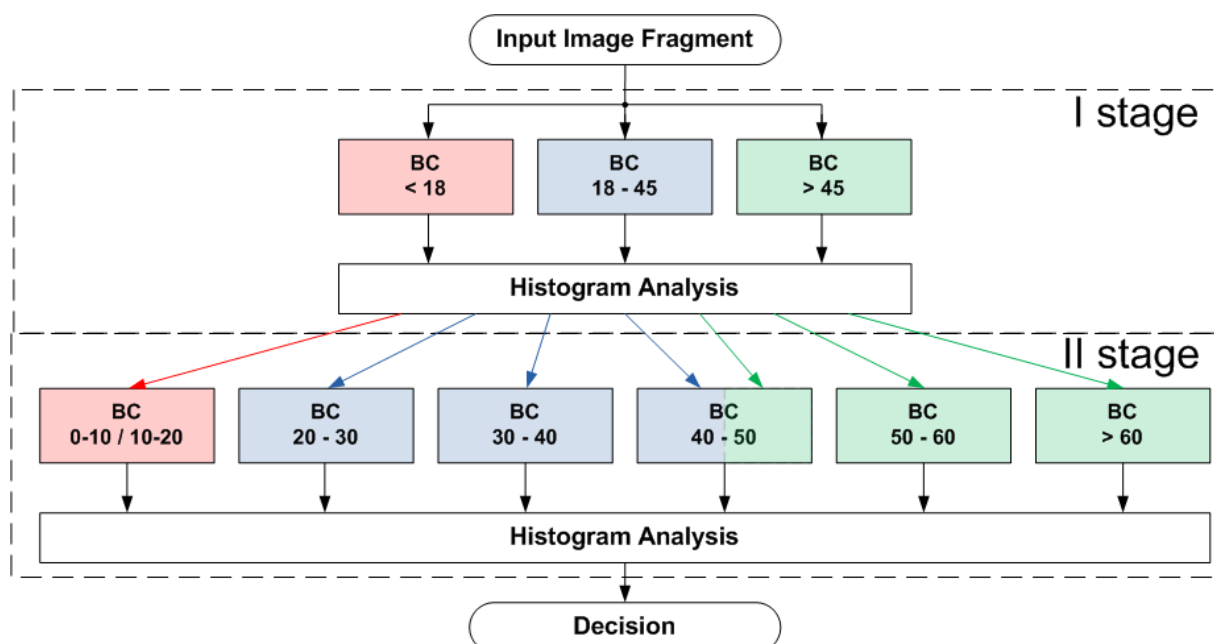 Input Image Fragment
I stage
BC
< 18
BC
18 - 45
BC
> 45
Histogram Analysis
II stage
BC
0-10 / 10-20
BC
20 - 30
BC
30 - 40
BC
40 - 50
BC
50 - 60
BC
> 60
Histogram Analysis
Decision